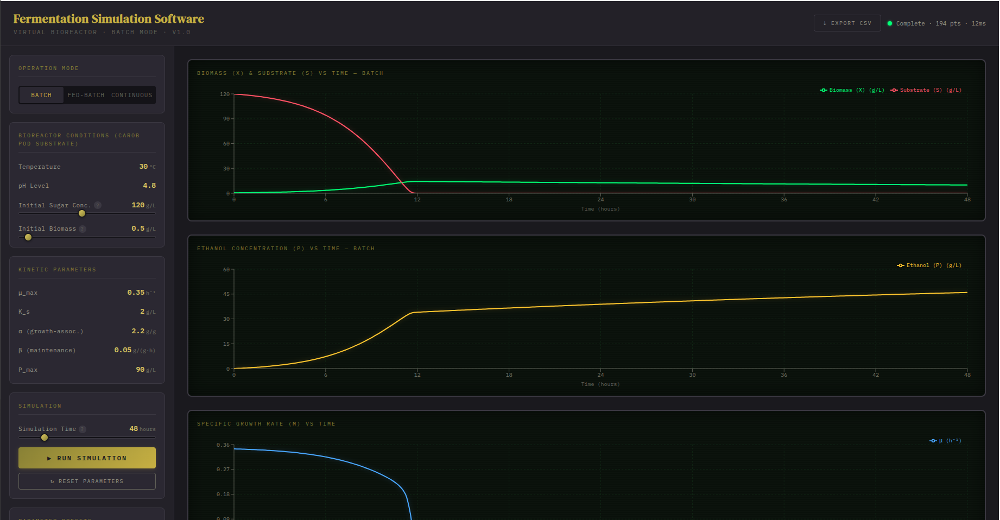 Fermentation Simulation Software
VIRTUAL BIOREACTOR · BATCH MODE · V1.0
↓ EXPORT CSV
Complete · 194 pts · 12ms
OPERATION MODE
BATCH FED-BATCH CONTINUOUS
BIOREACTOR CONDITIONS (CAROB
POD SUBSTRATE)
Temperature 30 °C
pH Level 4.8
Initial Sugar Conc. ? 120 g/L
Initial Biomass ? 0.5 g/L
KINETIC PARAMETERS
μ_max 0.35 h⁻¹
K_s 2 g/L
α (growth-assoc.) 2.2 g/g
β (maintenance) 0.05 g/(g·h)
P_max 90 g/L
SIMULATION
Simulation Time ? 48 hours
▶ RUN SIMULATION
↻ RESET PARAMETERS
PARAMETER PRESETS
BIOMASS (X) & SUBSTRATE (S) VS TIME — BATCH
Biomass (X) (g/L) Substrate (S) (g/L)
120
90
60
30
0
0 6 12 18 24 30 36 42 48
Time (hours)
ETHANOL CONCENTRATION (P) VS TIME — BATCH
Ethanol (P) (g/L)
60
45
30
15
0
0 6 12 18 24 30 36 42 48
Time (hours)
SPECIFIC GROWTH RATE (Μ) VS TIME
μ (h⁻¹)
0.36
0.27
0.18
0.09